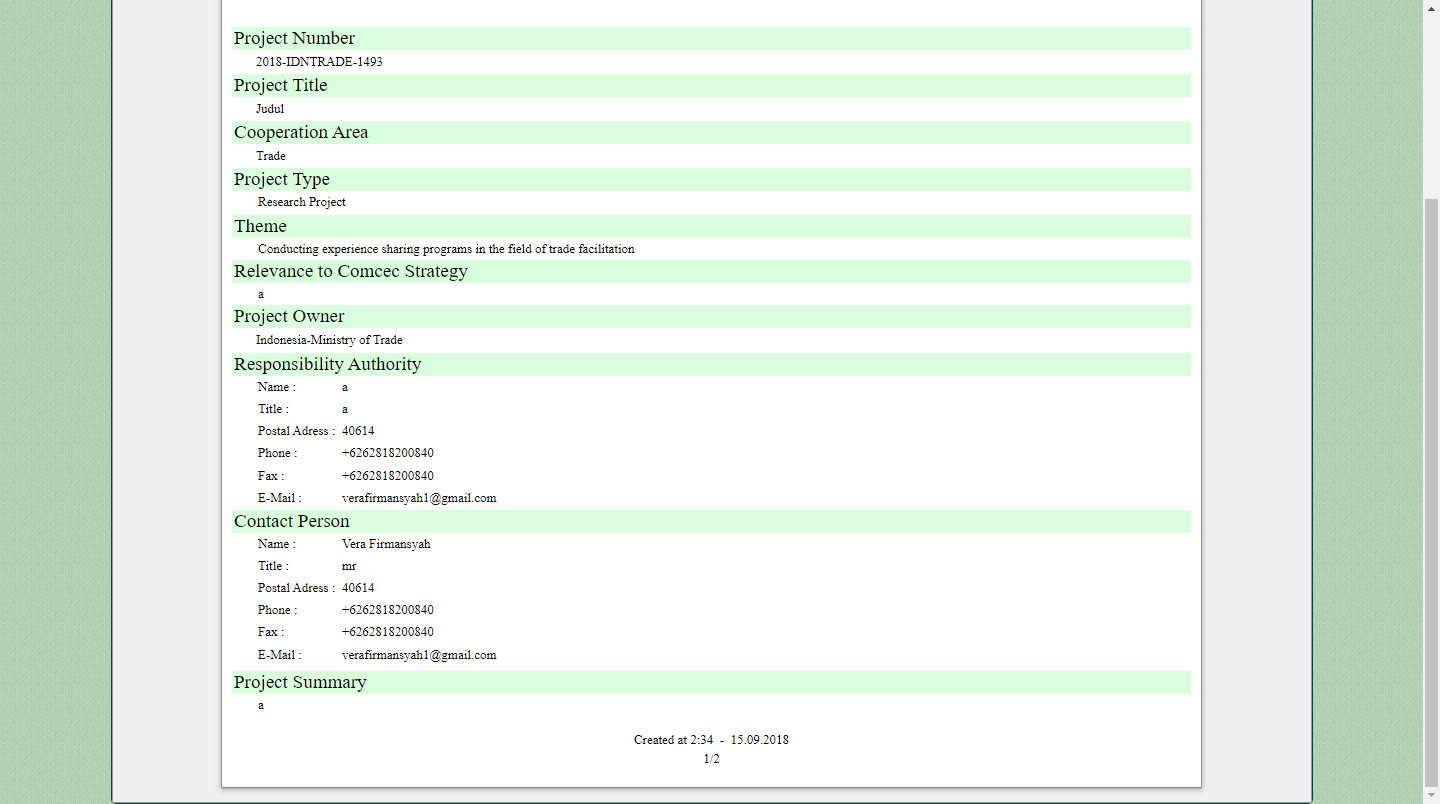 Project Number
2018-IDNTRADE-1493
Project Title
Judul
Cooperation Area
Trade
Project Type
Research Project
Theme
Conducting experience sharing programs in the field of trade facilitation
Relevance to Comcec Strategy
a
Project Owner
Indonesia-Ministry of Trade
Responsibility Authority
Name : a
Title : a
Postal Adress : 40614
Phone : +6262818200840
Fax : +6262818200840
E-Mail : verafirmansyah1@gmail.com
Contact Person
Name : Vera Firmansyah
Title : mr
Postal Adress : 40614
Phone : +6262818200840
Fax : +6262818200840
E-Mail : verafirmansyah1@gmail.com
Project Summary
a
Created at 2:34 - 15.09.2018
1/2